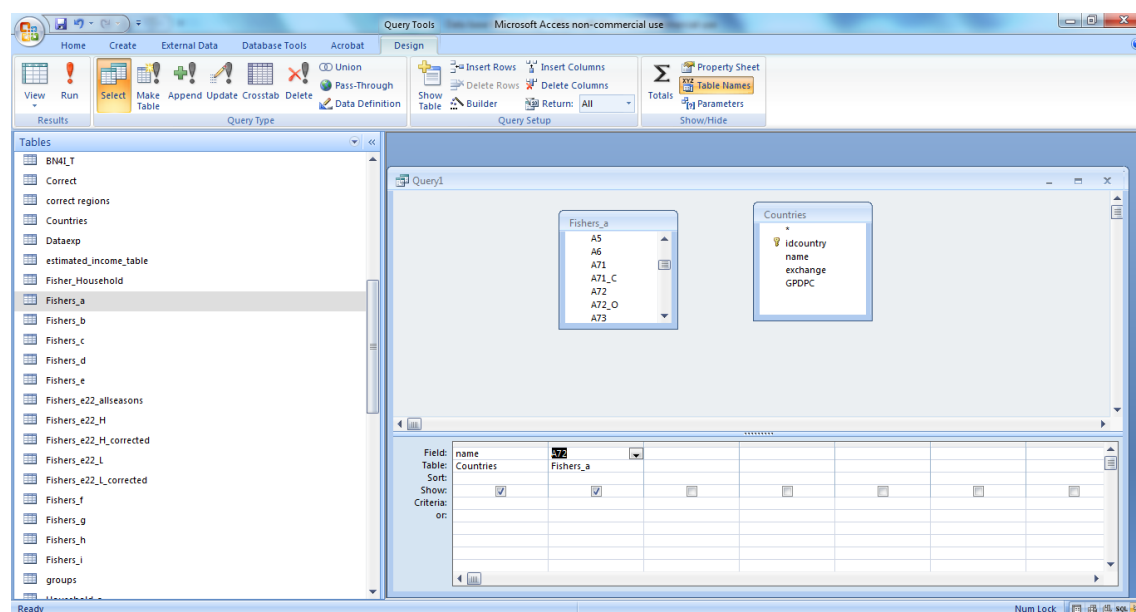 Query Tools Microsoft Access non-commercial use
Home Create External Data Database Tools Acrobat Design
View Run Select Make Table Append Update Crosstab Delete Union Pass-Through Data Definition Show Table Insert Rows Delete Rows Builder Insert Columns Delete Columns Return: All Totals Property Sheet Table Names Parameters
Results Query Type Query Setup Show/Hide
Tables
BN4I_T
Correct
correct regions
Countries
Dataexp
estimated_income_table
Fisher_Household
Fishers_a
Fishers_b
Fishers_c
Fishers_d
Fishers_e
Fishers_e22_allseasons
Fishers_e22_H
Fishers_e22_H_corrected
Fishers_e22_L
Fishers_e22_L_corrected
Fishers_f
Fishers_g
Fishers_h
Fishers_i
groups
Query1
Fishers_a
A5
A6
A71
A71_C
A72
A72_O
A73
Countries
*
idcountry
name
exchange
GPDPC
Field: name A72
Table: Countries Fishers_a
Sort:
Show:
Criteria:
or:
Ready Num Lock